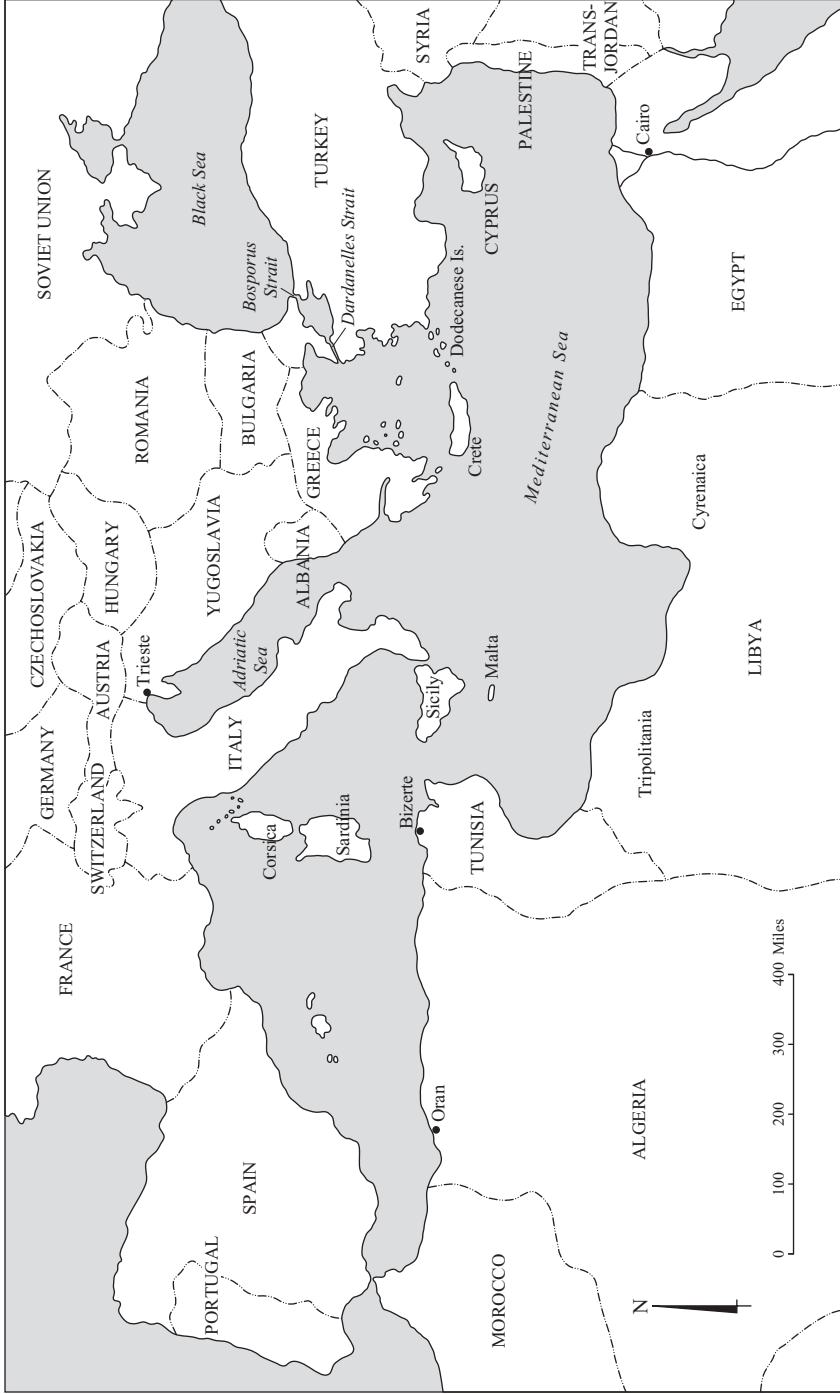 SOVIET UNION
FRANCE
GERMANY
CZECHOSLOVAKIA
SWITZERLAND
AUSTRIA
HUNGARY
ROMANIA
Trieste
YUGOSLAVIA
BULGARIA
Black Sea
Bosporus
Strait
Dardanelles Strait
TURKEY
PORTUGAL
SPAIN
ITALY
Adriatic
Sea
ALBANIA
GREECE
Corsica
Sardinia
Sicily
Malta
Crete
Dodecanese Is.
CYPRUS
SYRIA
PALESTINE
TRANS-
JORDAN
Mediterranean Sea
Bizerte
Oran
Cairo
MOROCCO
ALGERIA
TUNISIA
Tripolitania
LIBYA
Cyrenaica
EGYPT
N
0 100 200 300 400 Miles